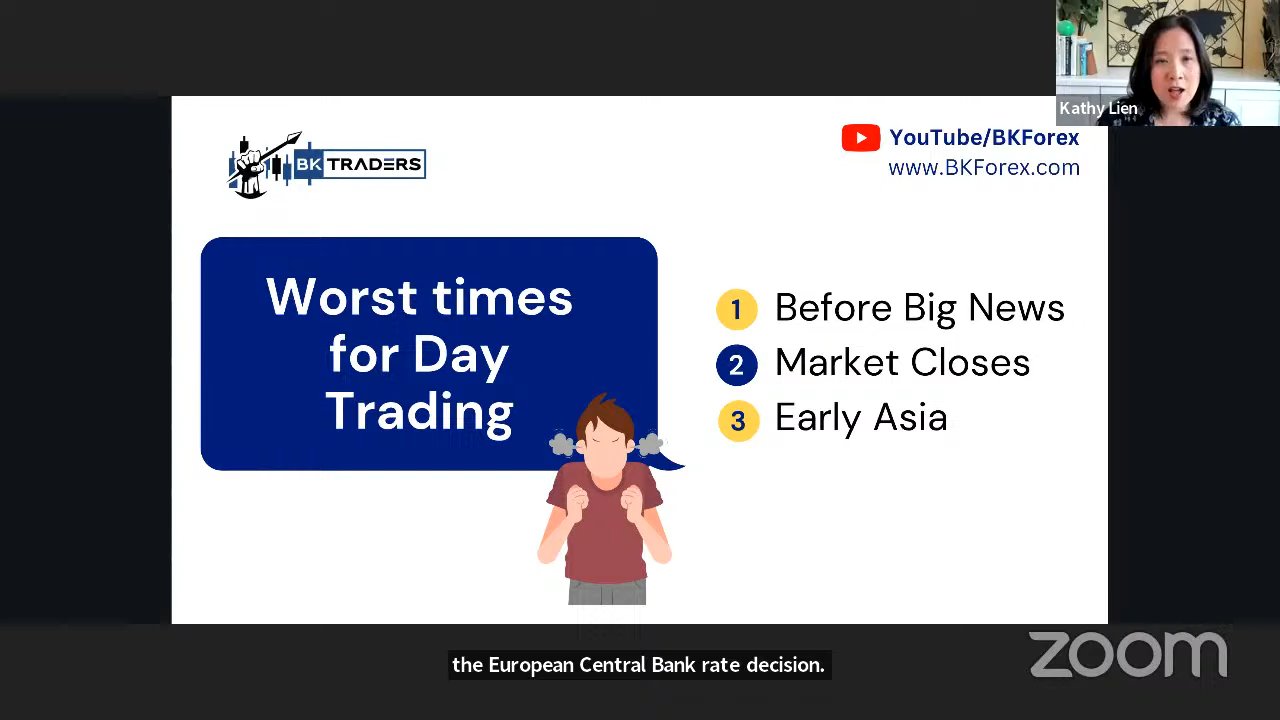 Kathy Lien
BK TRADERS
YouTube/BKForex
www.BKForex.com
Worst times
for Day
Trading
1 Before Big News
2 Market Closes
3 Early Asia
the European Central Bank rate decision.
zoom